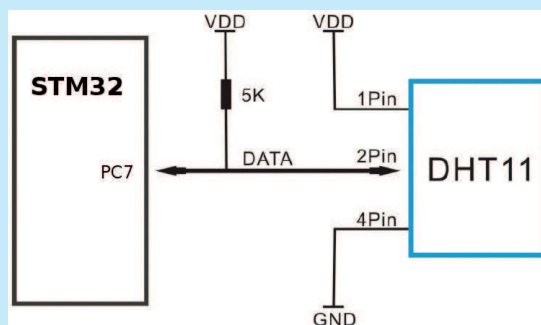 VDD
VDD
STM32
5K
1Pin
PC7
DATA
2Pin
DHT11
4Pin
GND